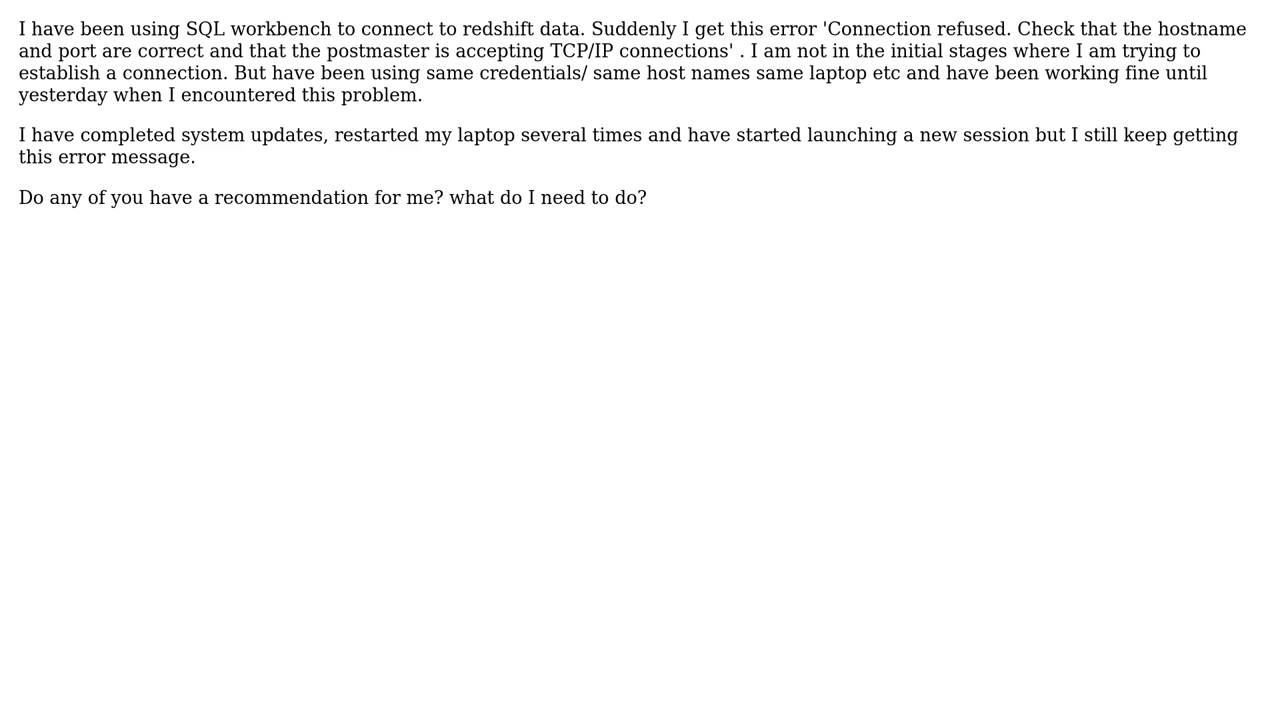 I have been using SQL workbench to connect to redshift data. Suddenly I get this error 'Connection refused. Check that the hostname
and port are correct and that the postmaster is accepting TCP/IP connections' . I am not in the initial stages where I am trying to
establish a connection. But have been using same credentials/ same host names same laptop etc and have been working fine until
yesterday when I encountered this problem.
I have completed system updates, restarted my laptop several times and have started launching a new session but I still keep getting
this error message.
Do any of you have a recommendation for me? what do I need to do?